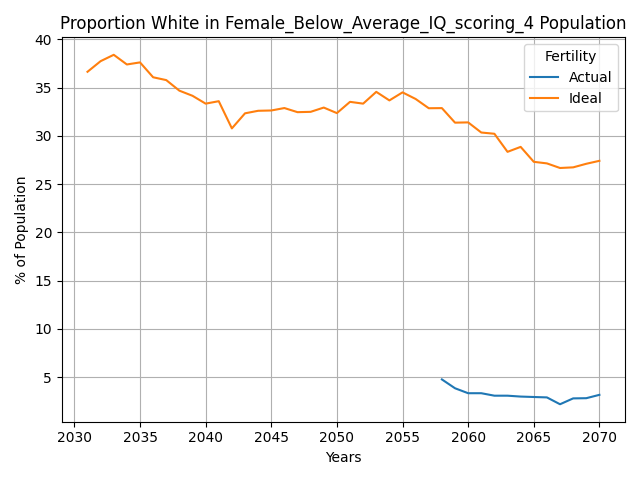 Proportion White in Female_Below_Average_IQ_scoring_4 Population
Fertility
Actual
Ideal
% of Population
40
35
30
25
20
15
10
5
2030 2035 2040 2045 2050 2055 2060 2065 2070
Years